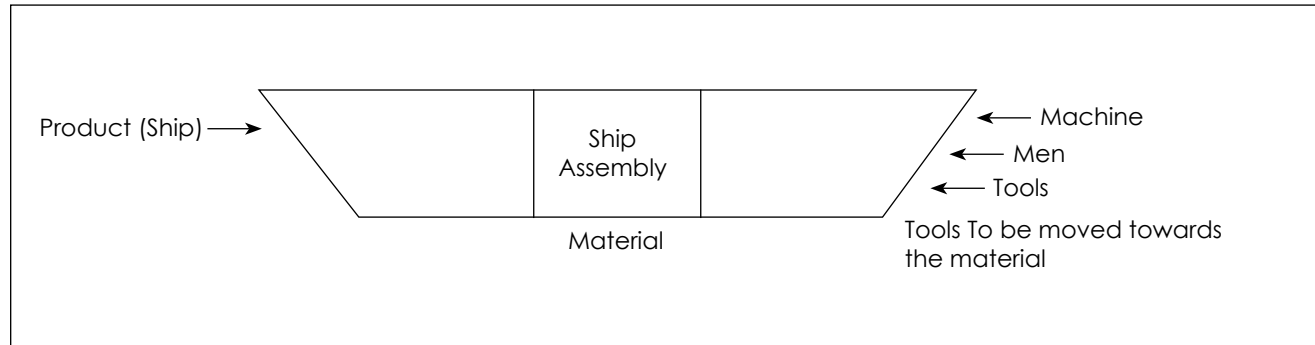 Product (Ship)
Ship
Assembly
Machine
Men
Tools
Material
Tools To be moved towards
the material